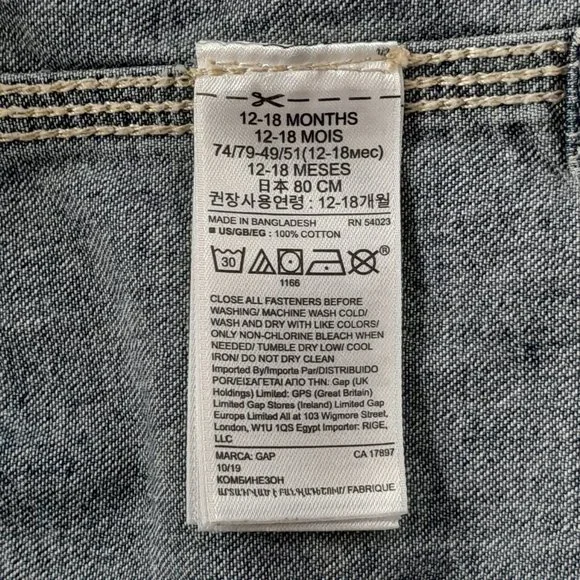 12-18 MONTHS
12-18 MOIS
74/79-49/51(12-18мес)
12-18 MESES
日本 80 CM
권장사용연령 : 12-18개월
MADE IN BANGLADESH RN 54023
■ US/GB/EG : 100% COTTON
30 ®
1166
CLOSE ALL FASTENERS BEFORE
WASHING/ MACHINE WASH COLD/
WASH AND DRY WITH LIKE COLORS/
ONLY NON-CHLORINE BLEACH WHEN
NEEDED/ TUMBLE DRY LOW/ COOL
IRON/ DO NOT DRY CLEAN
Imported By/Importe Par/DISTRIBUIDO
POR/ΕΙΣΑΓΕΤΑΙ ΑΠΟ ΤΗΝ: Gap (UK
Holdings) Limited: GPS (Great Britain)
Limited Gap Stores (Ireland) Limited Gap
Europe Limited All at 103 Wigmore Street,
London, W1U 1QS Egypt Importer: RIGE,
LLC
MARCA: GAP CA 17897
10/19
КОМБИНЕЗОН
FABRIQUE